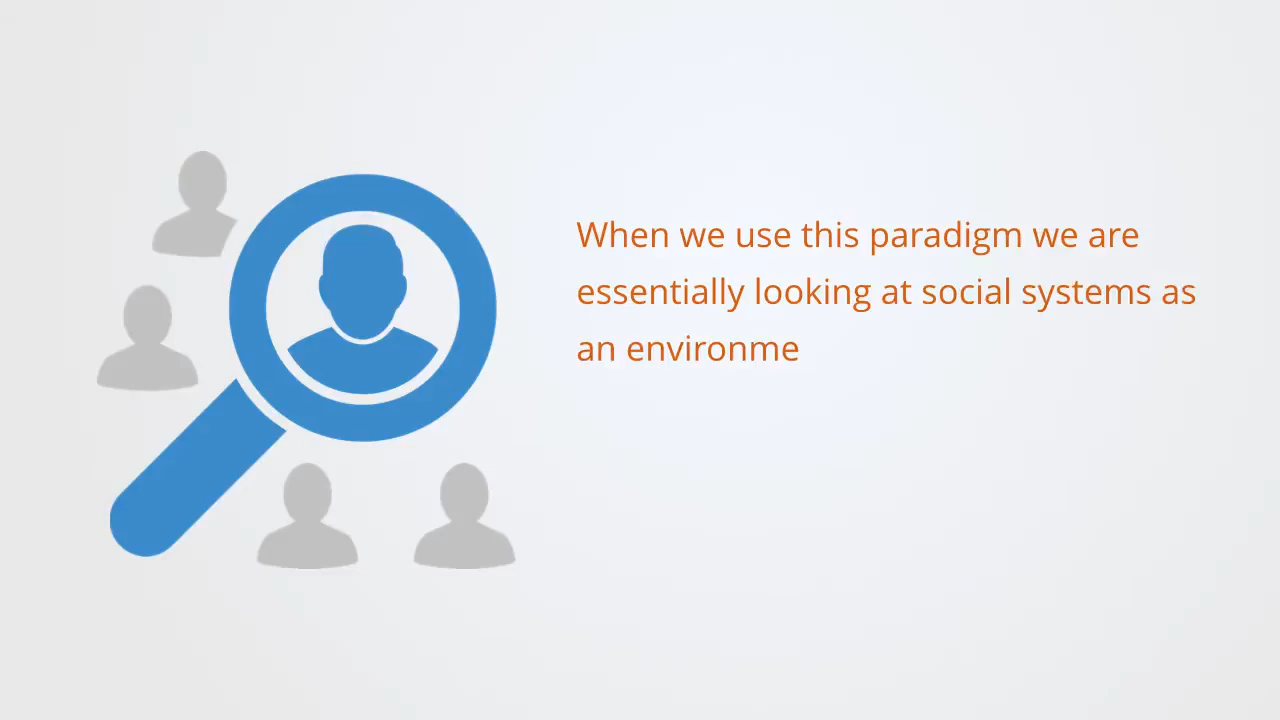 When we use this paradigm we are
essentially looking at social systems as
an environme